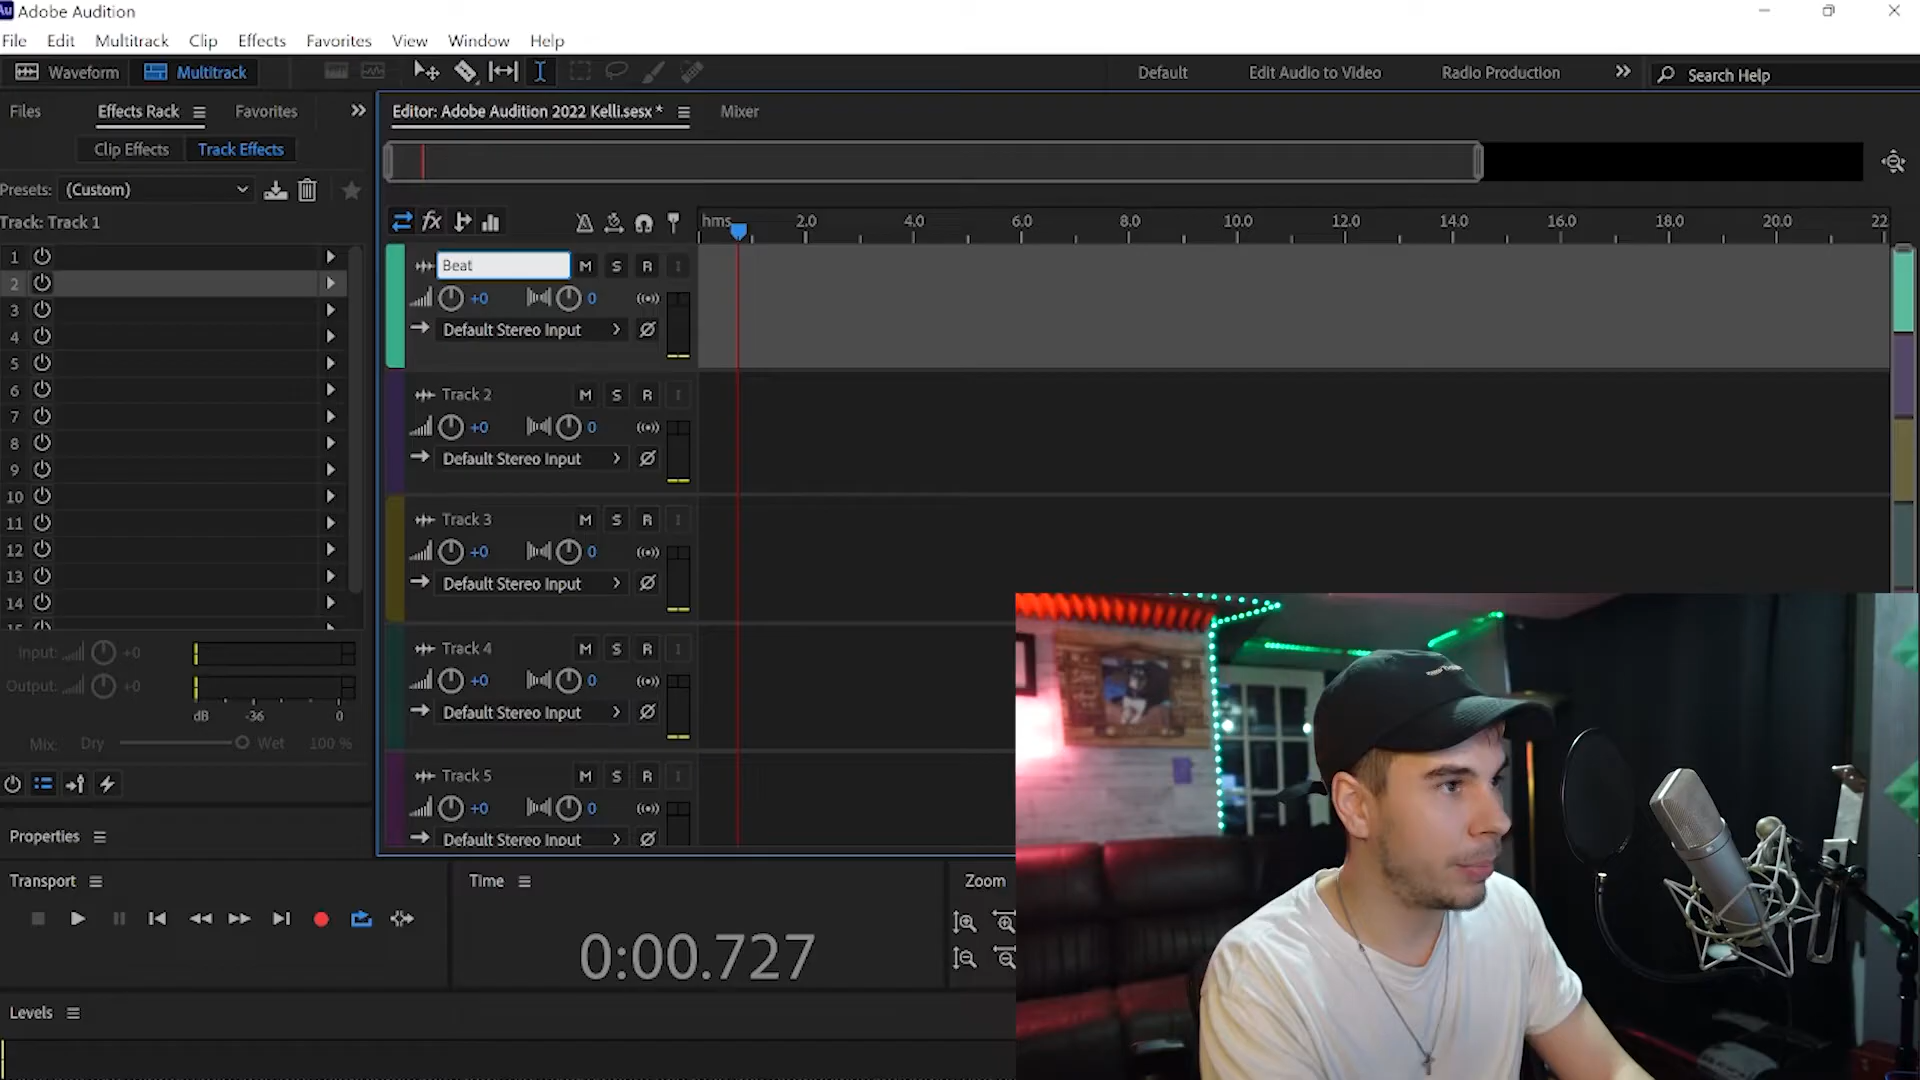 Au Adobe Audition
File Edit Multitrack Clip Effects Favorites View Window Help
Waveform Multitrack Default Edit Audio to Video Radio Production Search Help
Files Effects Rack Favorites Editor: Adobe Audition 2022 Kelli.sesx * Mixer
Clip Effects Track Effects
Presets: (Custom)
Track: Track 1
hms 2.0 4.0 6.0 8.0 10.0 12.0 14.0 16.0 18.0 20.0 22
1
2
3
4
5
6
7
8
9
10
11
12
13
14
15
Beat M S R I
+0 0
Default Stereo Input
Track 2 M S R I
+0 0
Default Stereo Input
Track 3 M S R I
+0 0
Default Stereo Input
Track 4 M S R I
+0 0
Default Stereo Input
Track 5 M S R I
+0 0
Default Stereo Input
Input: +0
Output: +0
dB -36 0
Mix: Dry Wet 100 %
Properties
Transport
Time
0:00.727
Zoom
Levels